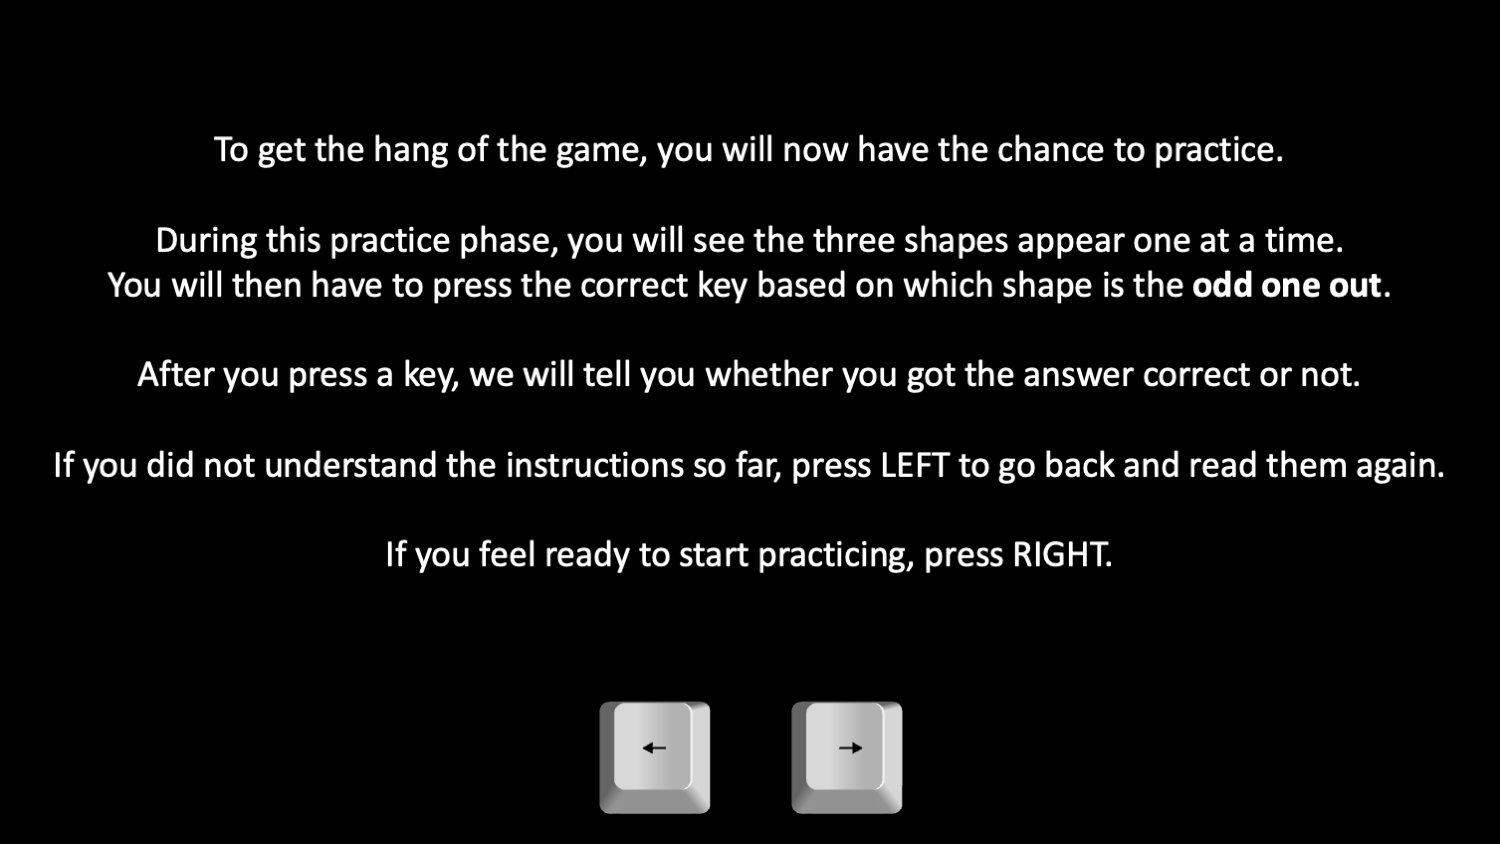 To get the hang of the game, you will now have the chance to practice.
During this practice phase, you will see the three shapes appear one at a time.
You will then have to press the correct key based on which shape is the odd one out.
After you press a key, we will tell you whether you got the answer correct or not.
If you did not understand the instructions so far, press LEFT to go back and read them again.
If you feel ready to start practicing, press RIGHT.